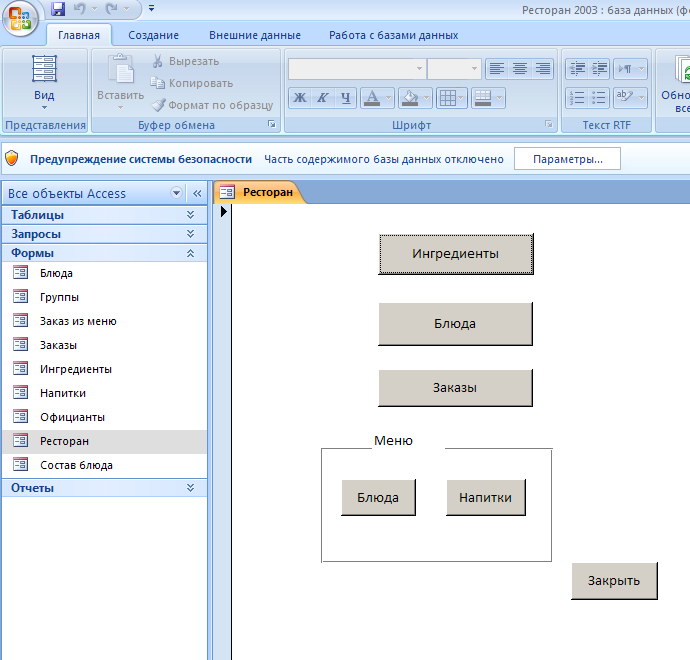 Ресторан 2003 : база данных (ф
Главная Создание Внешние данные Работа с базами данных
Вид
Представления
Вставить
Вырезать
Копировать
Формат по образцу
Буфер обмена
Ж К Ч
Шрифт
Текст RTF
Обно
все
Предупреждение системы безопасности Часть содержимого базы данных отключено Параметры...
Все объекты Access
Таблицы
Запросы
Формы
Блюда
Группы
Заказ из меню
Заказы
Ингредиенты
Напитки
Официанты
Ресторан
Состав блюда
Отчеты
Ресторан
Ингредиенты
Блюда
Заказы
Меню
Блюда Напитки
Закрыть